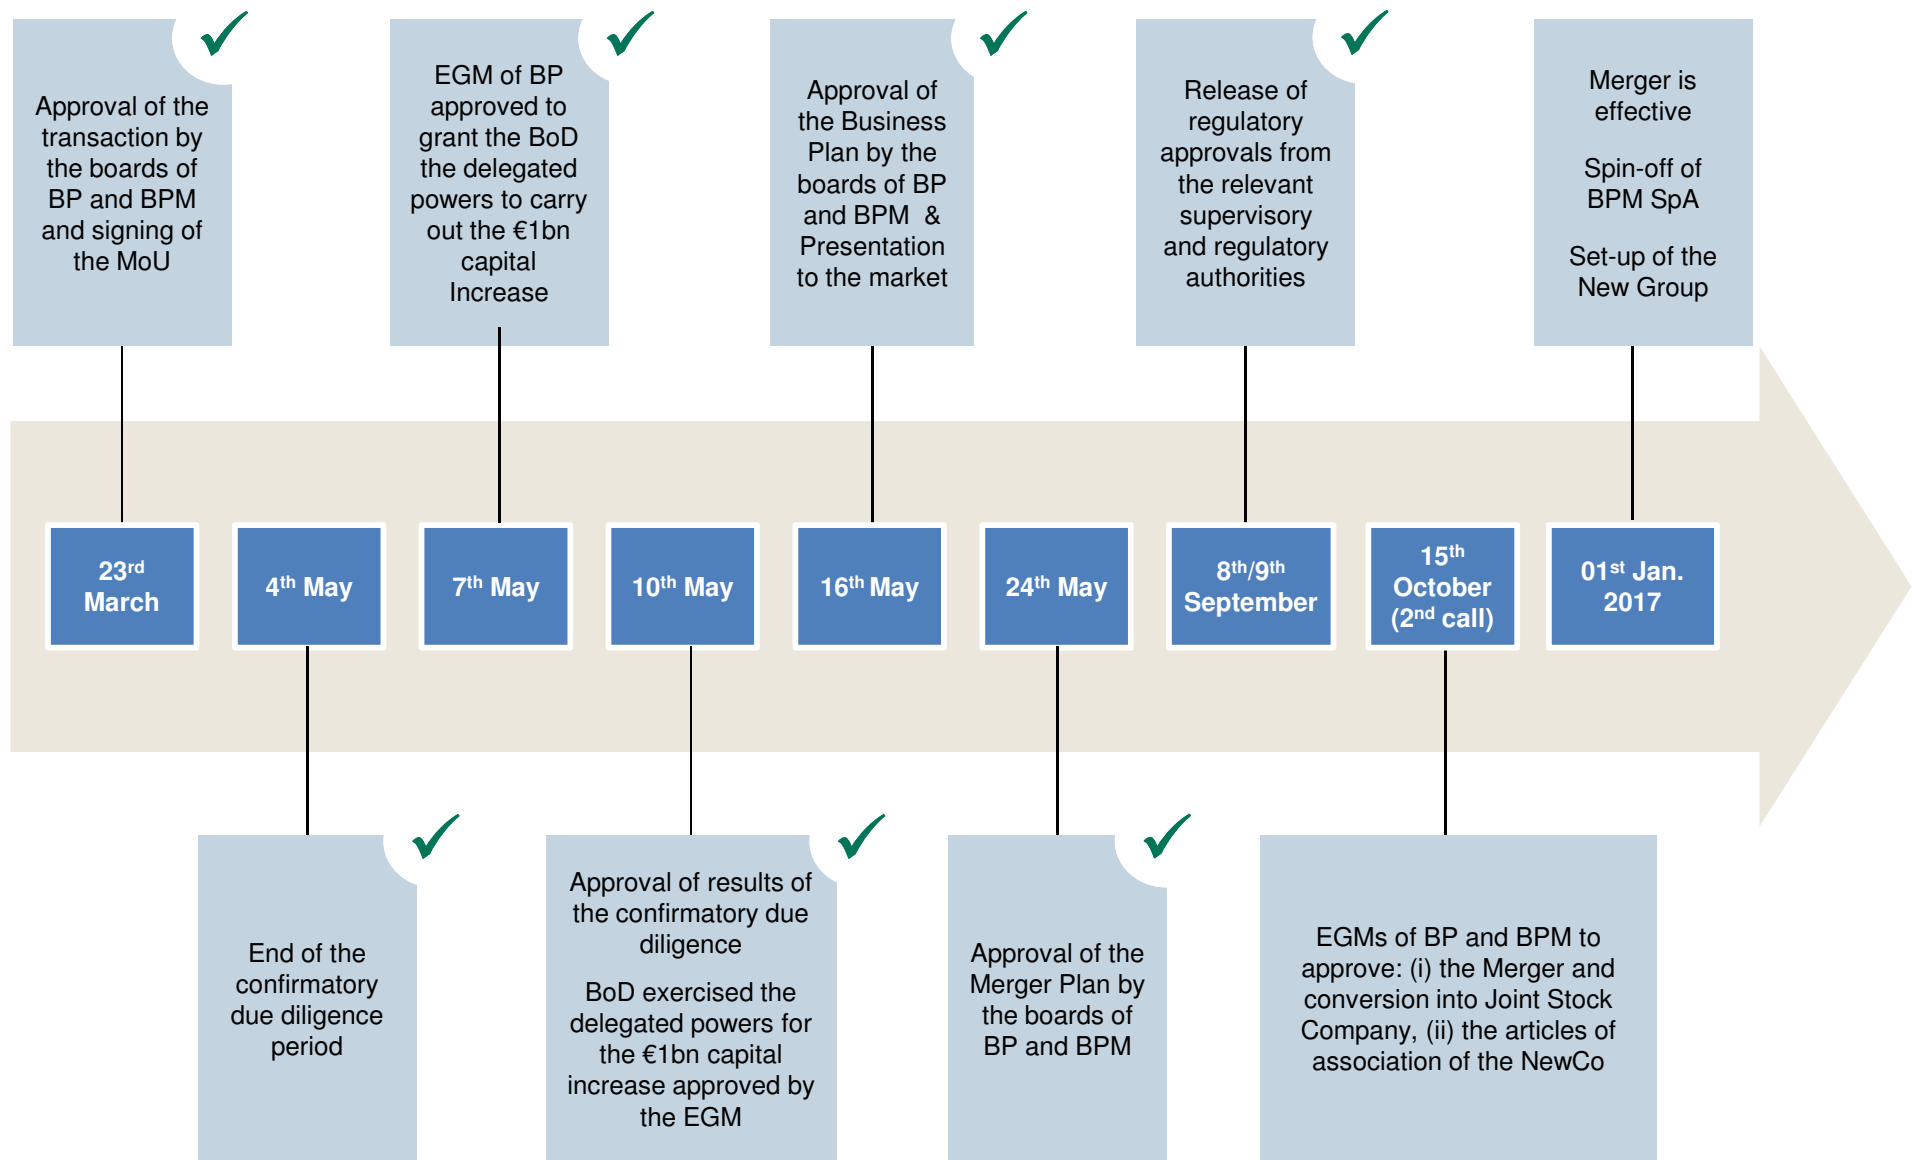 Approval of the
transaction by
the boards of
BP and BPM
and signing of
the MoU
EGM of BP
approved to
grant the BoD
the delegated
powers to carry
out the €1bn
capital
Increase
Approval of
the Business
Plan by the
boards of BP
and BPM &
Presentation
to the market
Release of
regulatory
approvals from
the relevant
supervisory
and regulatory
authorities
Merger is
effective
Spin-off of
BPM SpA
Set-up of the
New Group
23rd
March
4th May
7th May
10th May
16th May
24th May
8th/9th
September
15th
October
(2nd call)
01st Jan.
2017
End of the
confirmatory
due diligence
period
Approval of results of
the confirmatory due
diligence
BoD exercised the
delegated powers for
the €1bn capital
increase approved by
the EGM
Approval of the
Merger Plan by
the boards of
BP and BPM
EGMs of BP and BPM to
approve: (i) the Merger and
conversion into Joint Stock
Company, (ii) the articles of
association of the NewCo